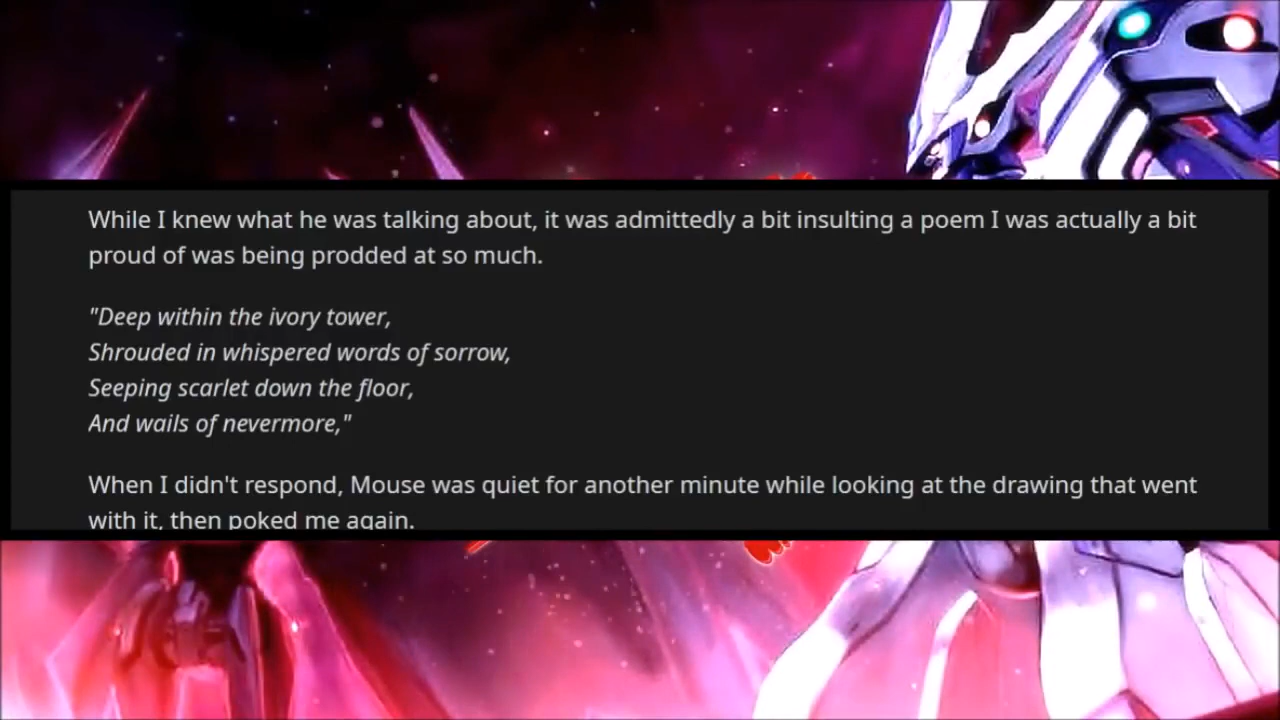 While I knew what he was talking about, it was admittedly a bit insulting a poem I was actually a bit
proud of was being prodded at so much.
"Deep within the ivory tower,
Shrouded in whispered words of sorrow,
Seeping scarlet down the floor,
And wails of nevermore,"
When I didn't respond, Mouse was quiet for another minute while looking at the drawing that went
with it, then poked me again.